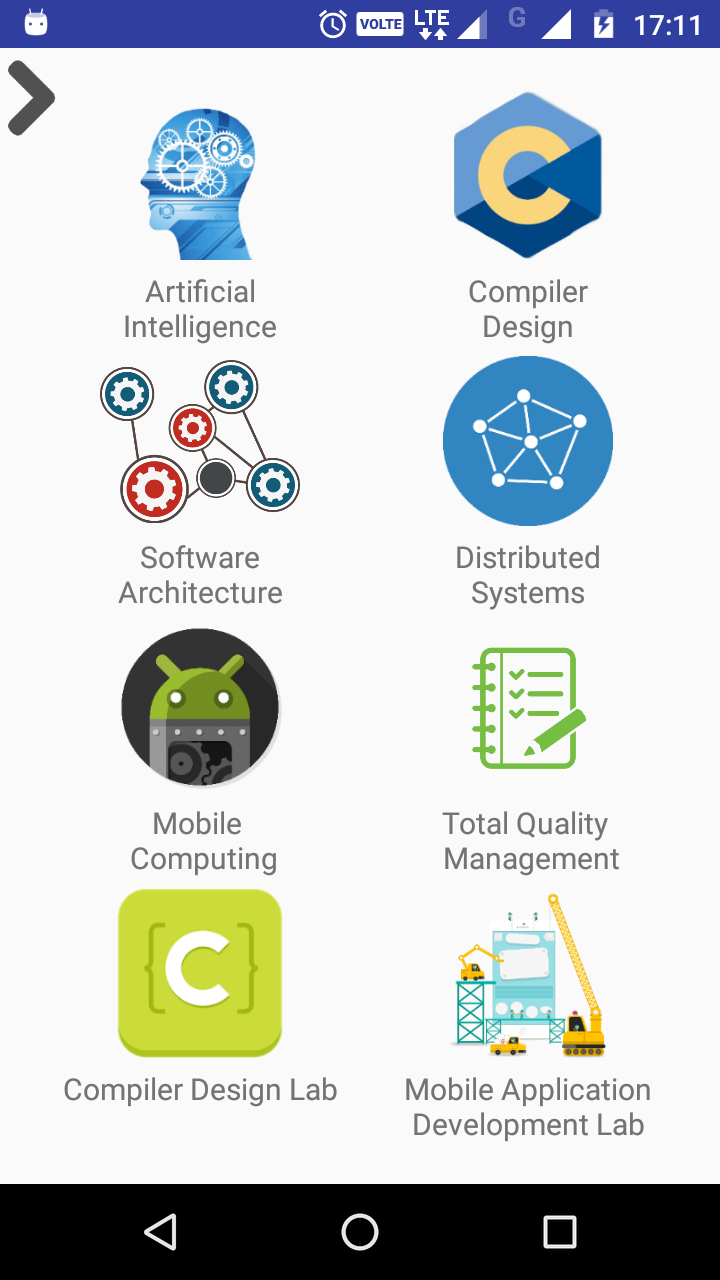 VOLTE LTE G 17:11
C
Artificial
Intelligence
Compiler
Design
Software
Architecture
Distributed
Systems
Mobile
Computing
Total Quality
Management
{C}
Compiler Design Lab
Mobile Application
Development Lab